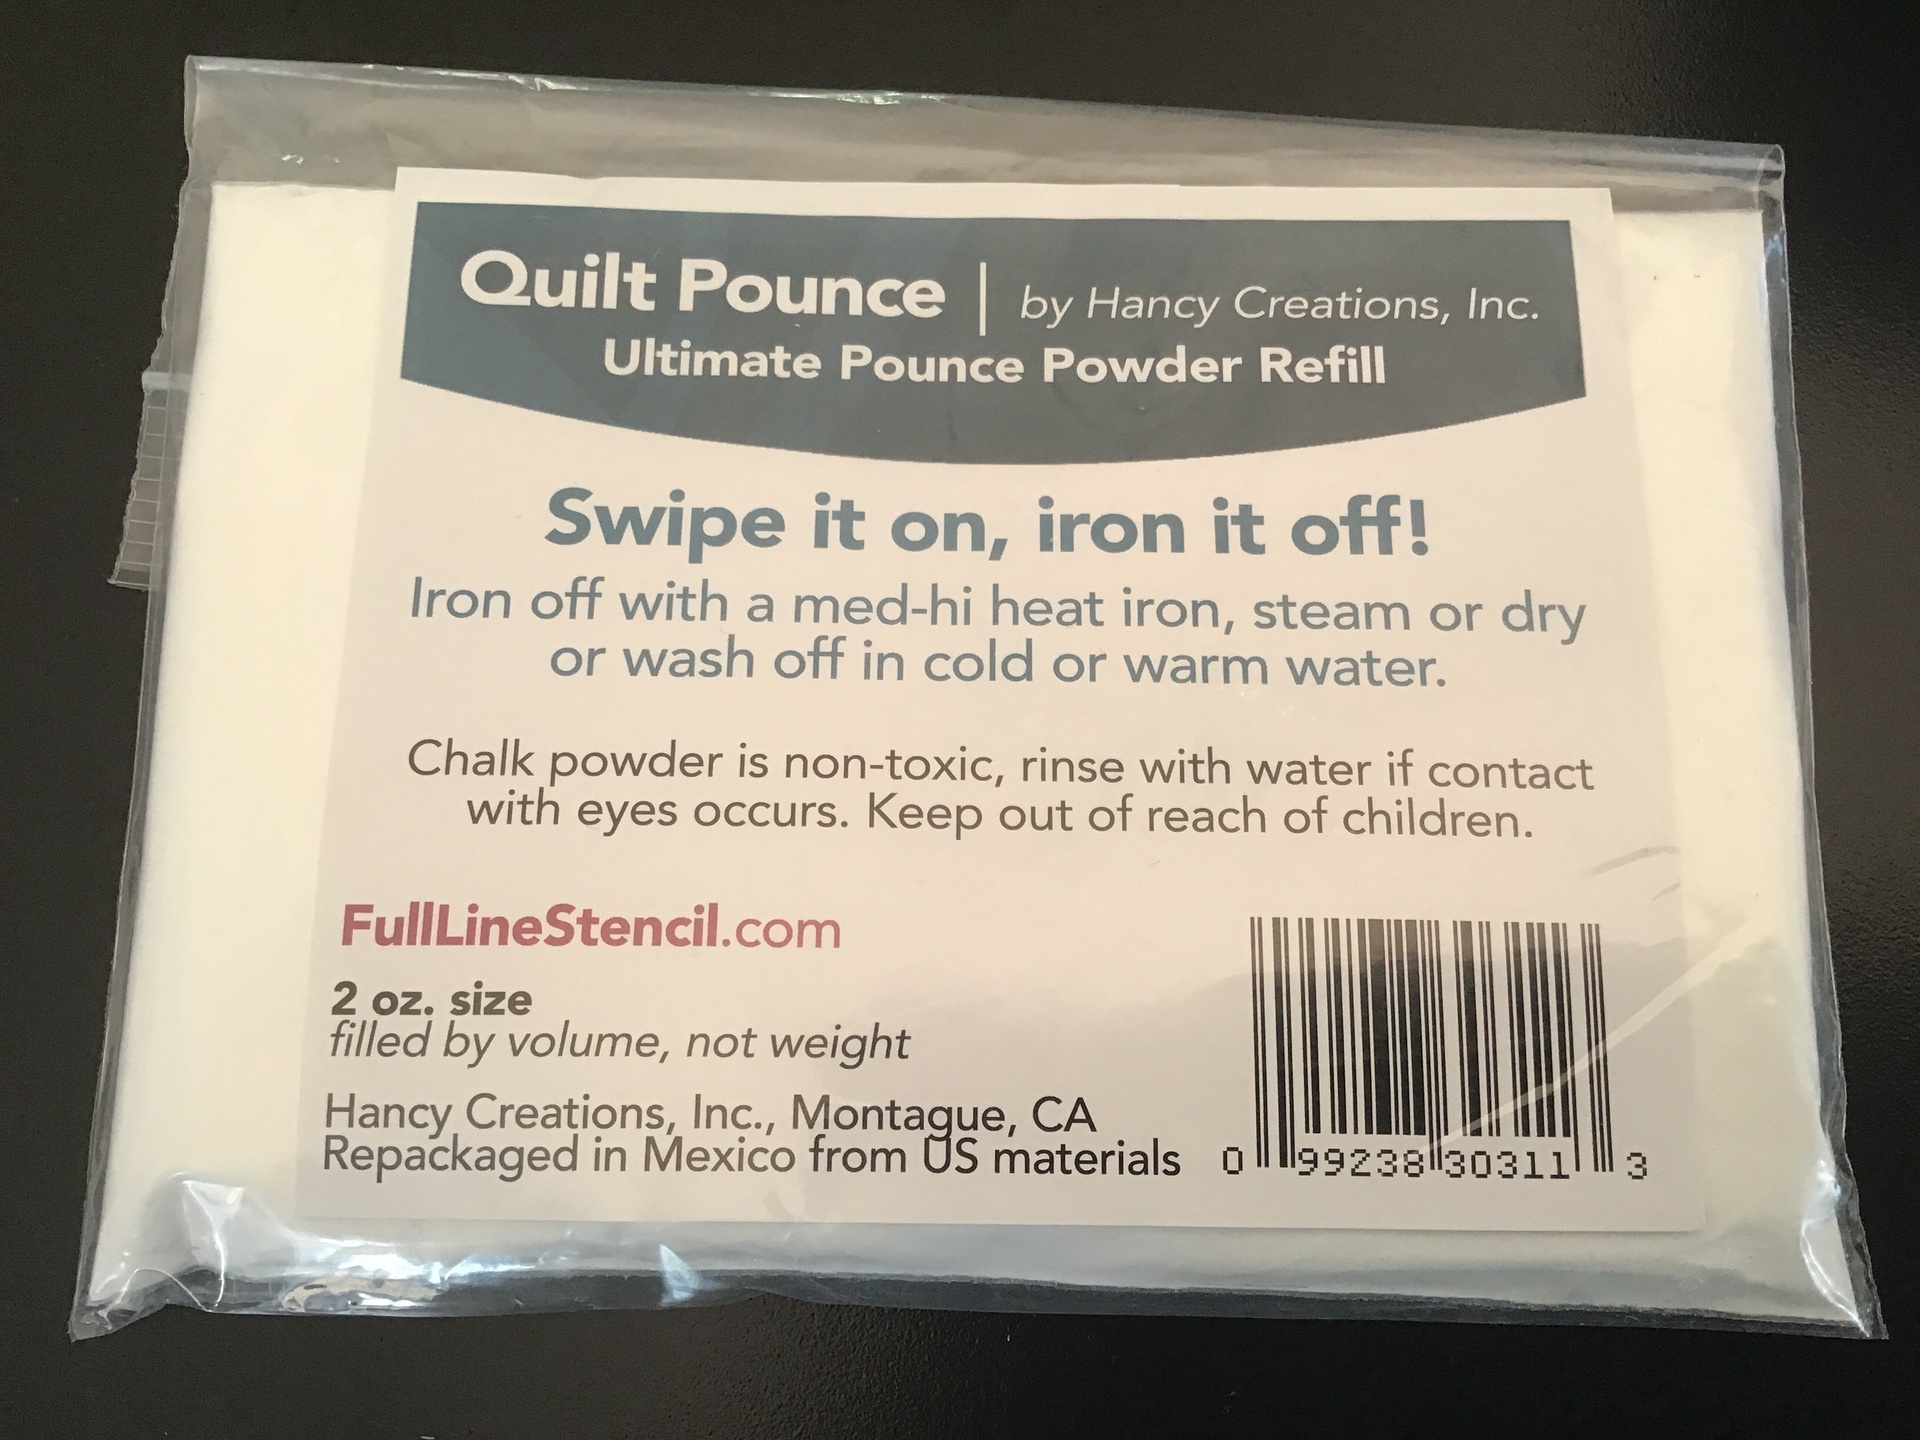 Quilt Pounce | by Hancy Creations, Inc.
Ultimate Pounce Powder Refill
Swipe it on, iron it off!
Iron off with a med-hi heat iron, steam or dry
or wash off in cold or warm water.
Chalk powder is non-toxic, rinse with water if contact
with eyes occurs. Keep out of reach of children.
FullLineStencil.com
2 oz. size
filled by volume, not weight
Hancy Creations, Inc., Montague, CA
Repackaged in Mexico from US materials
0 99238 30311 3